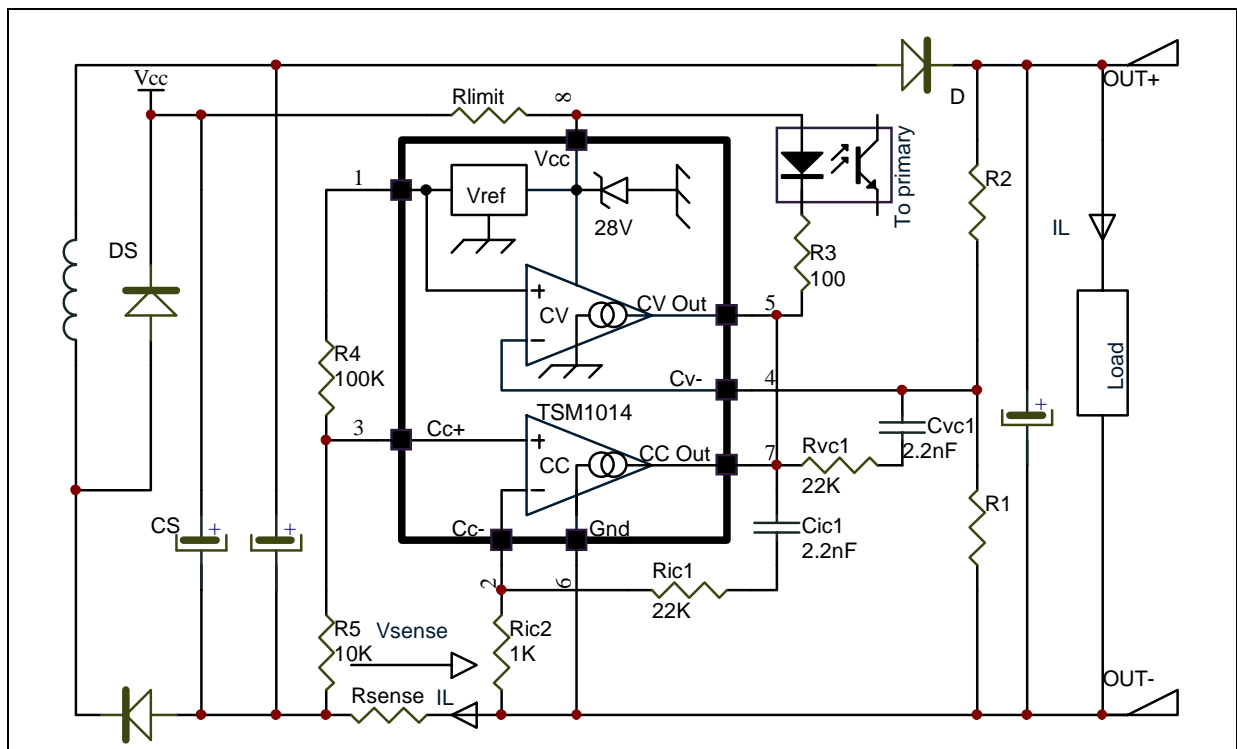 Vcc
Rlimit
8
D
OUT+
Vcc
To primary
1
Vref
28V
R2
IL
DS
R3
100
+
CV
CV Out
5
-
R4
100K
Cv-
4
Load
+
TSM1014
Cvc1
2.2nF
3
Cc+
+
CC
CC Out
7
Rvc1
22K
-
R1
CS
+
+
Cc-
Gnd
Cic1
2.2nF
2
6
Ric1
22K
R5
10K
Vsense
Ric2
1K
Rsense
IL
OUT-